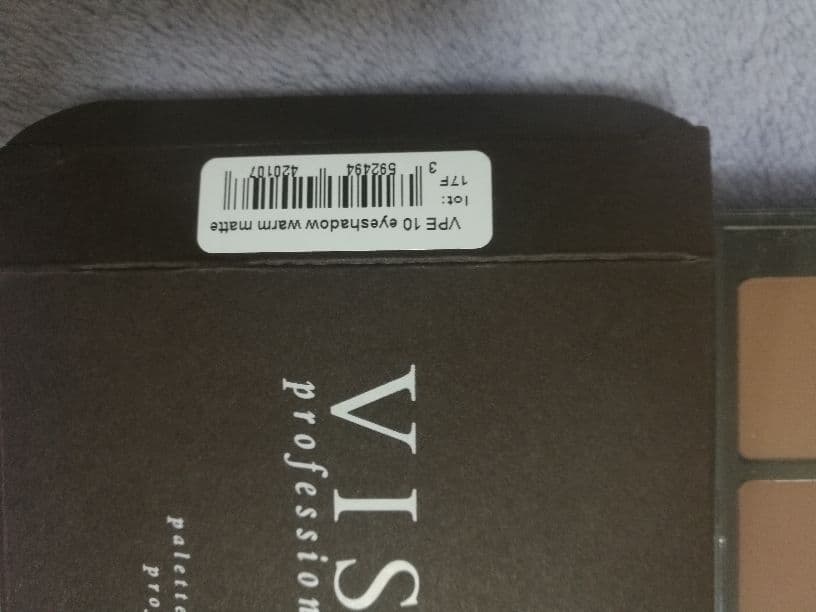 VPE 10 eyeshadow warm matte
lot:
17F
3 592494 420107
VIS
profession
palette
pro